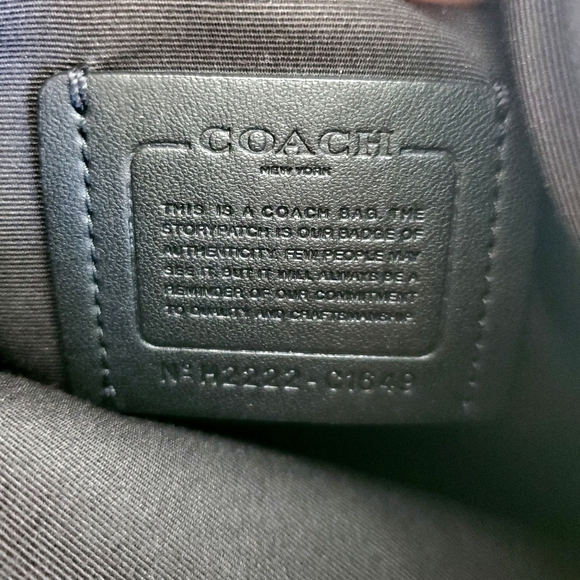 COACH
NEW YORK
THIS IS A COACH BAG. THE
STORYPATCH IS OUR BADGE OF
AUTHENTICITY. FEW PEOPLE MAY
SEE IT, BUT IT WILL ALWAYS BE A
REMINDER OF OUR COMMITMENT
TO QUALITY AND CRAFTSMANSHIP.
Nº H2222-C1649